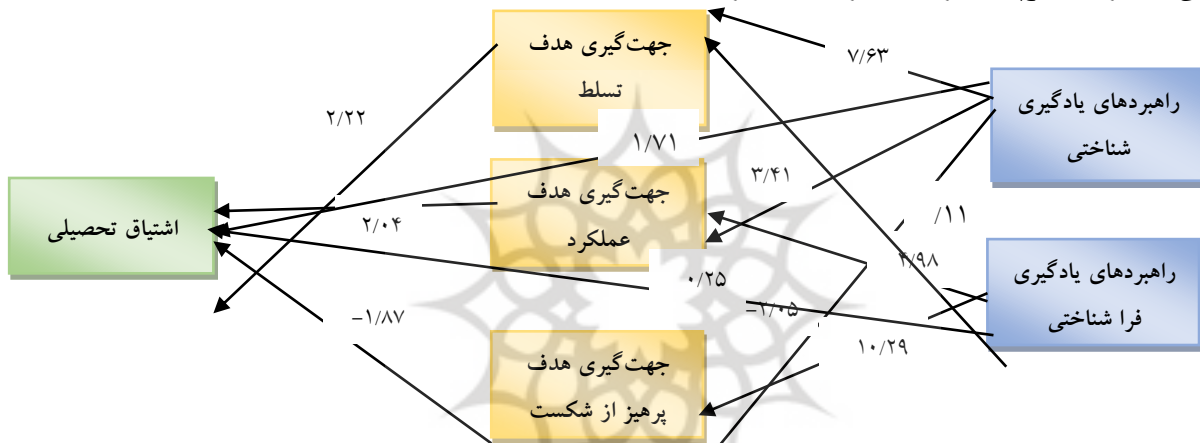 جهت‌گیری هدف
تسلط
۷/۶۳
راهبردهای یادگیری
شناختی
۲/۲۲
۱/۷۱
۳/۴۱
جهت‌گیری هدف
عملکرد
اشتیاق تحصیلی
۲/۰۴
/۱۱
۰/۲۵
راهبردهای یادگیری
فرا شناختی
-۱/۸۷
۱۰/۲۹
جهت‌گیری هدف
پرهیز از شکست